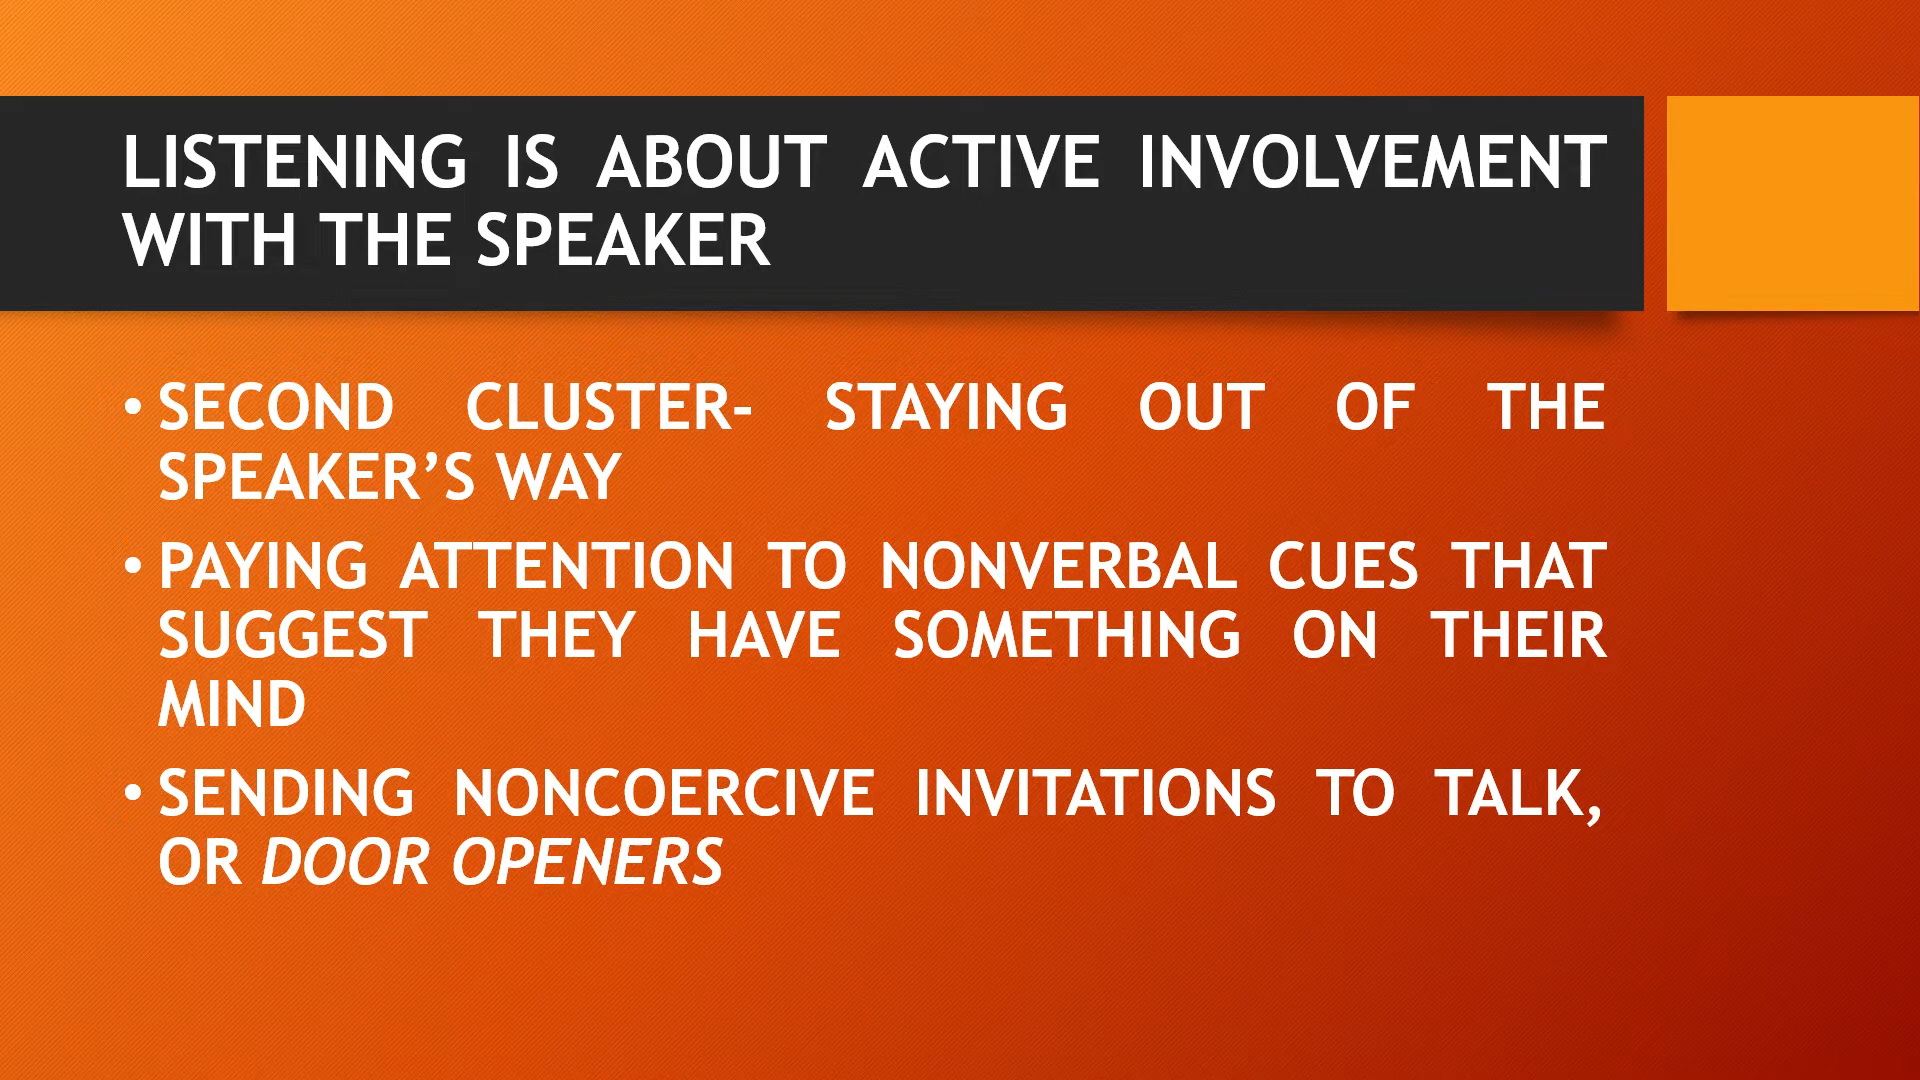 LISTENING IS ABOUT ACTIVE INVOLVEMENT
WITH THE SPEAKER
• SECOND CLUSTER- STAYING OUT OF THE
SPEAKER’S WAY
• PAYING ATTENTION TO NONVERBAL CUES THAT
SUGGEST THEY HAVE SOMETHING ON THEIR
MIND
• SENDING NONCOERCIVE INVITATIONS TO TALK,
OR DOOR OPENERS